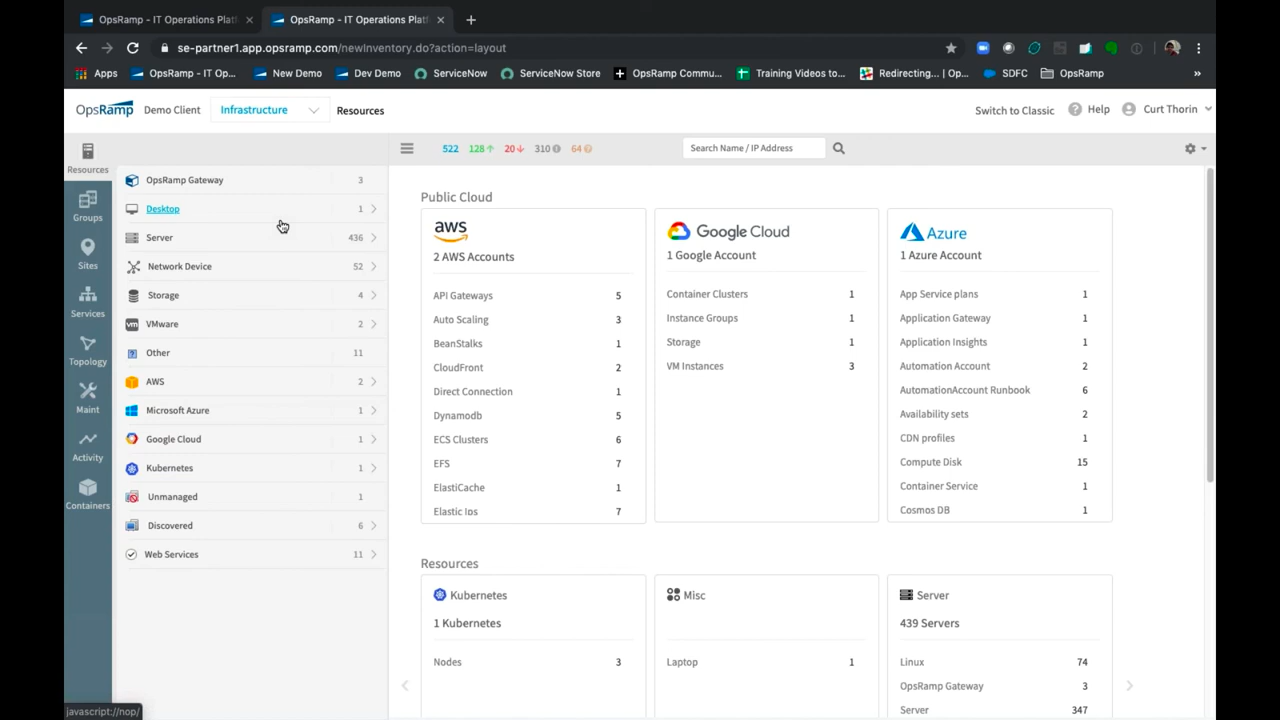 OpsRamp - IT Operations Platf
OpsRamp - IT Operations Platf
se-partner1.app.opsramp.com/newInventory.do?action=layout
Apps
OpsRamp - IT Op...
New Demo
Dev Demo
ServiceNow
ServiceNow Store
OpsRamp Commu...
Training Videos to...
Redirecting... | Op...
SDFC
OpsRamp
»
OpsRamp
Demo Client
Infrastructure
Resources
Switch to Classic
Help
Curt Thorin
Resources
Groups
Sites
Services
Topology
Maint
Activity
Containers
OpsRamp Gateway 3
Desktop 1
Server 436
Network Device 52
Storage 4
VMware 2
Other 11
AWS 2
Microsoft Azure 1
Google Cloud 1
Kubernetes 1
Unmanaged 1
Discovered 6
Web Services 11
522 128 20 310 64
Search Name / IP Address
Public Cloud
aws
2 AWS Accounts
API Gateways 5
Auto Scaling 3
BeanStalks 1
CloudFront 2
Direct Connection 1
Dynamodb 5
ECS Clusters 6
EFS 7
ElastiCache 1
Elastic Ips 7
Google Cloud
1 Google Account
Container Clusters 1
Instance Groups 1
Storage 1
VM Instances 3
Azure
1 Azure Account
App Service plans 1
Application Gateway 1
Application Insights 1
Automation Account 2
AutomationAccount Runbook 6
Availability sets 2
CDN profiles 1
Compute Disk 15
Container Service 1
Cosmos DB 1
Resources
Kubernetes
1 Kubernetes
Nodes 3
Misc
Laptop 1
Server
439 Servers
Linux 74
OpsRamp Gateway 3
Server 347
javascript://nop/